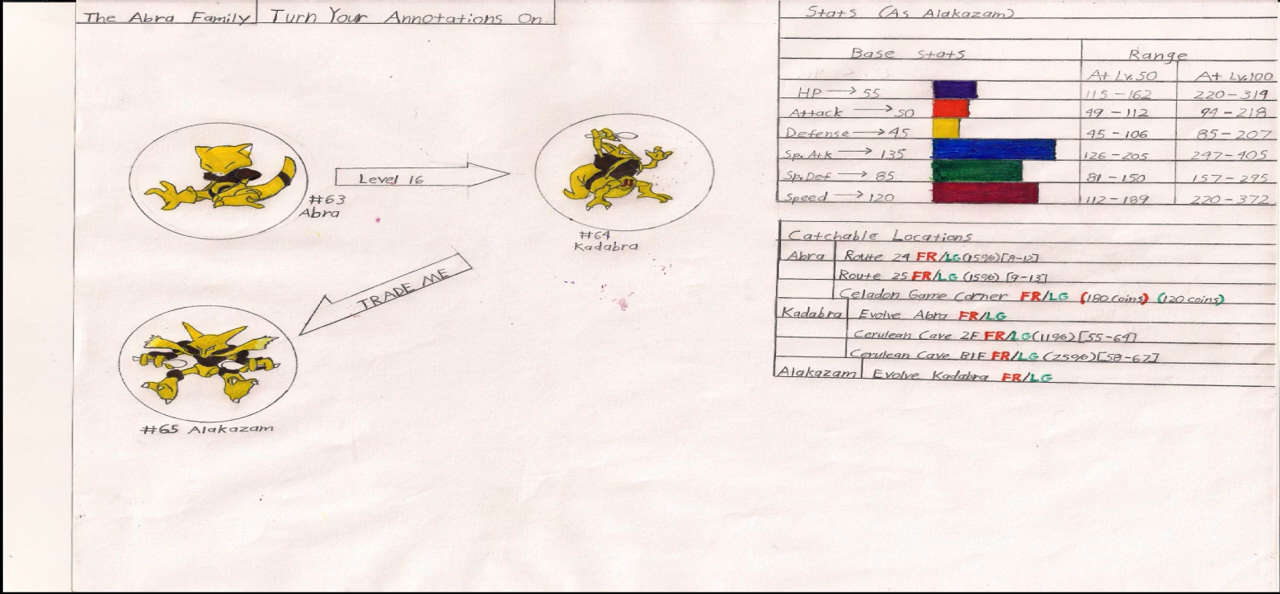 The Abra Family Turn Your Annotations On
#63
Abra
Level 16
#64
Kadabra
TRADE ME
#65 Alakazam
Stats (As Alakazam)
Base Stats Range
At Lv.50 At Lv.100
HP → 55 115-162 220-314
Attack → 50 49-112 94-218
Defense → 45 45-106 85-207
Sp.Atk → 135 126-205 247-405
Sp.Def → 85 81-150 157-295
Speed → 120 112-189 220-372
Catchable Locations
Abra Route 24 FR/LG (15%) [8-12]
Route 25 FR/LG (15%) [9-13]
Celadon Game Corner FR/LG (180 coins) (120 coins)
Kadabra Evolve Abra FR/LG
Cerulean Cave 2F FR/LG (11%) [55-64]
Cerulean Cave B1F FR/LG (25%) [58-67]
Alakazam Evolve Kadabra FR/LG